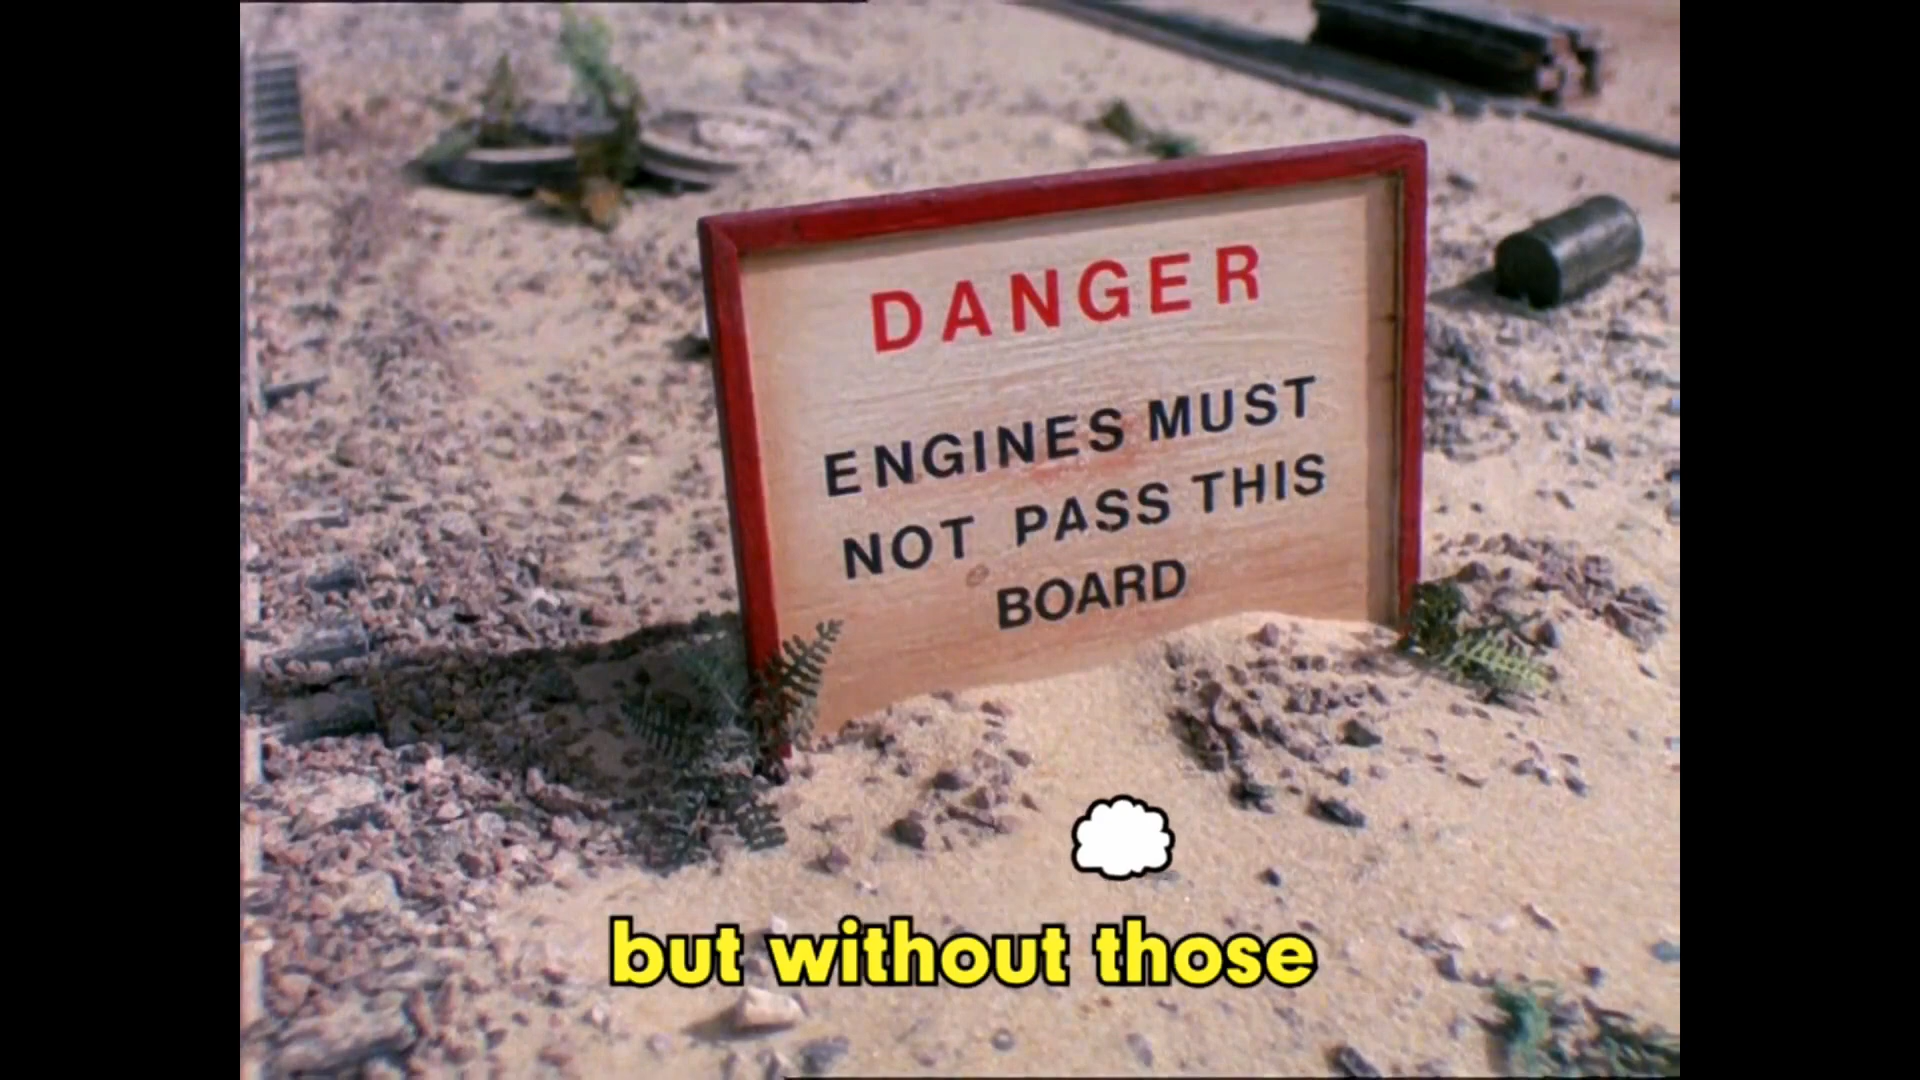 DANGER
ENGINES MUST
NOT PASS THIS
BOARD
but without those